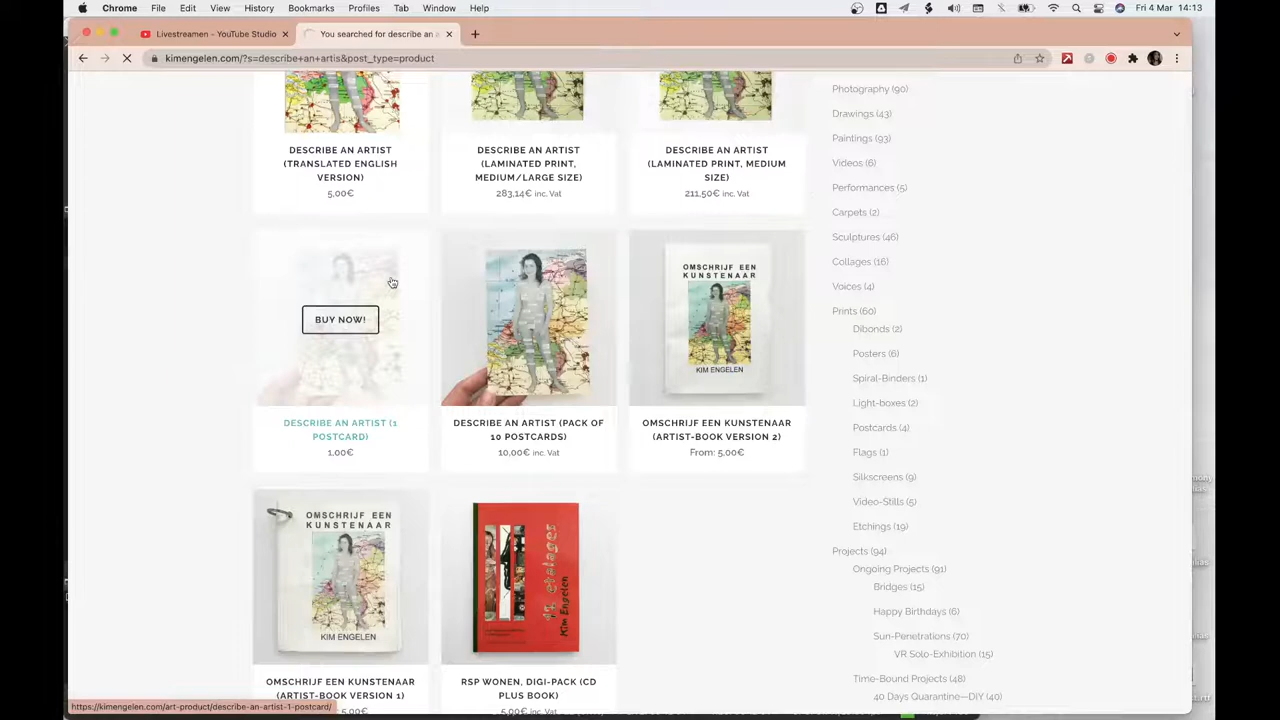 Chrome File Edit View History Bookmarks Profiles Tab Window Help Fri 4 Mar 14:13
Livestreamen - YouTube Studio You searched for describe an a
kimengelen.com/?s=describe+an+artis&post_type=product
DESCRIBE AN ARTIST
(TRANSLATED ENGLISH
VERSION)
5,00€
DESCRIBE AN ARTIST
(LAMINATED PRINT,
MEDIUM/LARGE SIZE)
283,14€ inc. Vat
DESCRIBE AN ARTIST
(LAMINATED PRINT, MEDIUM
SIZE)
211,50€ inc. Vat
BUY NOW!
DESCRIBE AN ARTIST (1
POSTCARD)
1,00€
DESCRIBE AN ARTIST (PACK OF
10 POSTCARDS)
10,00€ inc. Vat
OMSCHRIJF EEN
KUNSTENAAR
KIM ENGELEN
OMSCHRIJF EEN KUNSTENAAR
(ARTIST-BOOK VERSION 2)
From: 5,00€
OMSCHRIJF EEN
KUNSTENAAR
KIM ENGELEN
OMSCHRIJF EEN KUNSTENAAR
(ARTIST-BOOK VERSION 1)
5,00€
Kim Engelen
RSP WONEN, DIGI-PACK (CD
PLUS BOOK)
5,00€ inc. Vat
Photography (90)
Drawings (43)
Paintings (93)
Videos (6)
Performances (5)
Carpets (2)
Sculptures (46)
Collages (16)
Voices (4)
Prints (60)
Dibonds (2)
Posters (6)
Spiral-Binders (1)
Light-boxes (2)
Postcards (4)
Flags (1)
Silkscreens (9)
Video-Stills (5)
Etchings (19)
Projects (94)
Ongoing Projects (91)
Bridges (15)
Happy Birthdays (6)
Sun-Penetrations (70)
VR Solo-Exhibition (15)
Time-Bound Projects (48)
40 Days Quarantine—DIY (40)
https://kimengelen.com/art-product/describe-an-artist-1-postcard/